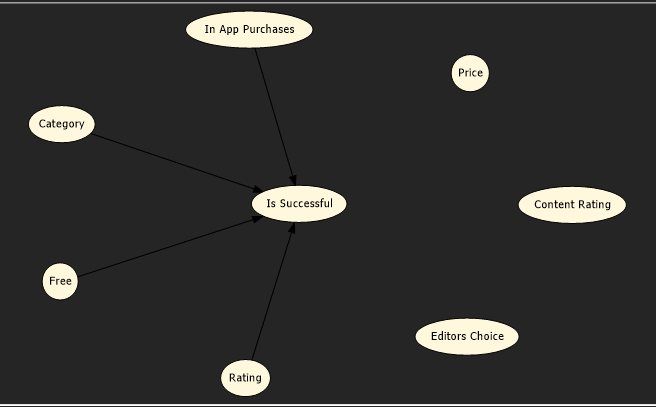 In App Purchases
Price
Category
Is Successful
Content Rating
Free
Editors Choice
Rating